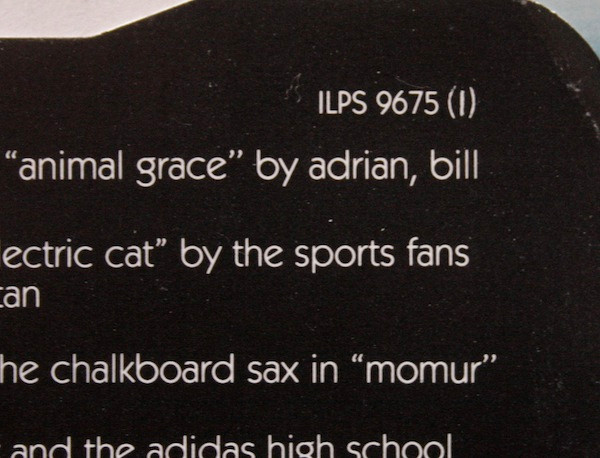 ILPS 9675 (I)
“animal grace” by adrian, bill
lectric cat” by the sports fans
tan
he chalkboard sax in “momur”
and the adidas high school